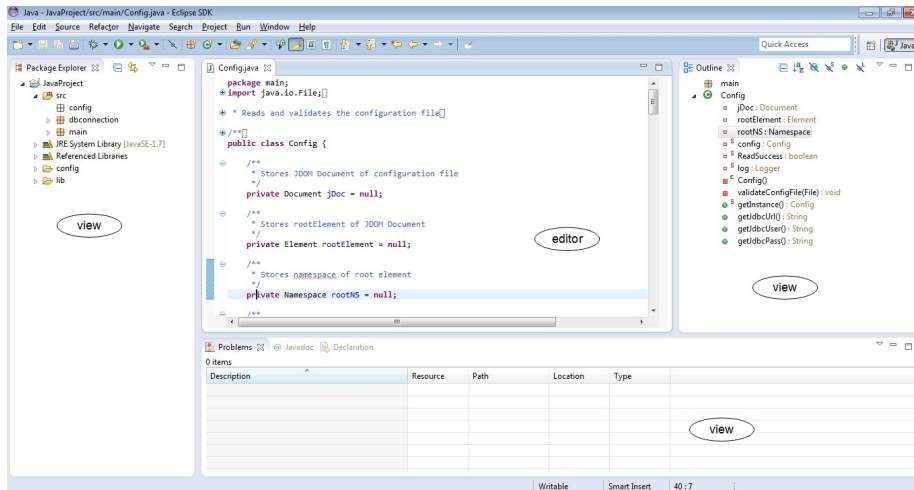 Java - JavaProject/src/main/Config.java - Eclipse SDK
File Edit Source Refactor Navigate Search Project Run Window Help
Quick Access
Java
Package Explorer
JavaProject
src
config
dbconnection
main
JRE System Library [JavaSE-1.7]
Referenced Libraries
config
lib
view
Config.java
package main;
import java.io.File;
* Reads and validates the configuration file
/**
public class Config {
/**
* Stores JDOM Document of configuration file
*/
private Document jDoc = null;
/**
* Stores rootElement of JDOM Document
*/
private Element rootElement = null;
/**
* Stores namespace of root element
*/
private Namespace rootNS = null;
/**
editor
Outline
main
Config
jDoc : Document
rootElement : Element
rootNS : Namespace
S config : Config
S ReadSuccess : boolean
S log : Logger
C Config()
validateConfigFile(File) : void
S getInstance() : Config
getJdbcUrl() : String
getJdbcUser() : String
getJdbcPass() : String
view
Problems @ Javadoc Declaration
0 items
Description Resource Path Location Type
view
Writable Smart Insert 40 : 7